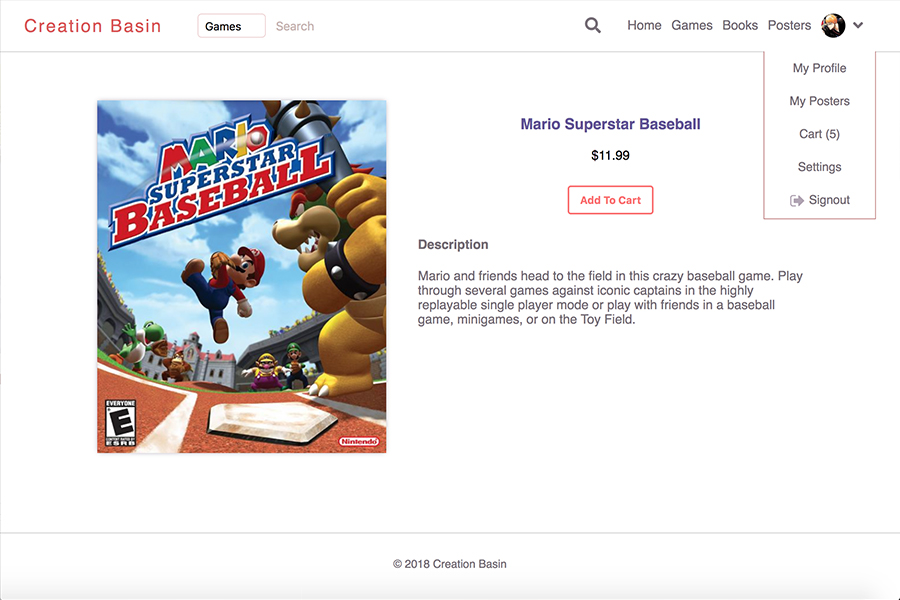 Creation Basin
Games
Search
Home Games Books Posters
My Profile
My Posters
Cart (5)
Settings
Signout
MARIO
SUPERSTAR
BASEBALL
EVERYONE
E
CONTENT RATED BY
ESRB
Nintendo
Mario Superstar Baseball
$11.99
Add To Cart
Description
Mario and friends head to the field in this crazy baseball game. Play
through several games against iconic captains in the highly
replayable single player mode or play with friends in a baseball
game, minigames, or on the Toy Field.
© 2018 Creation Basin